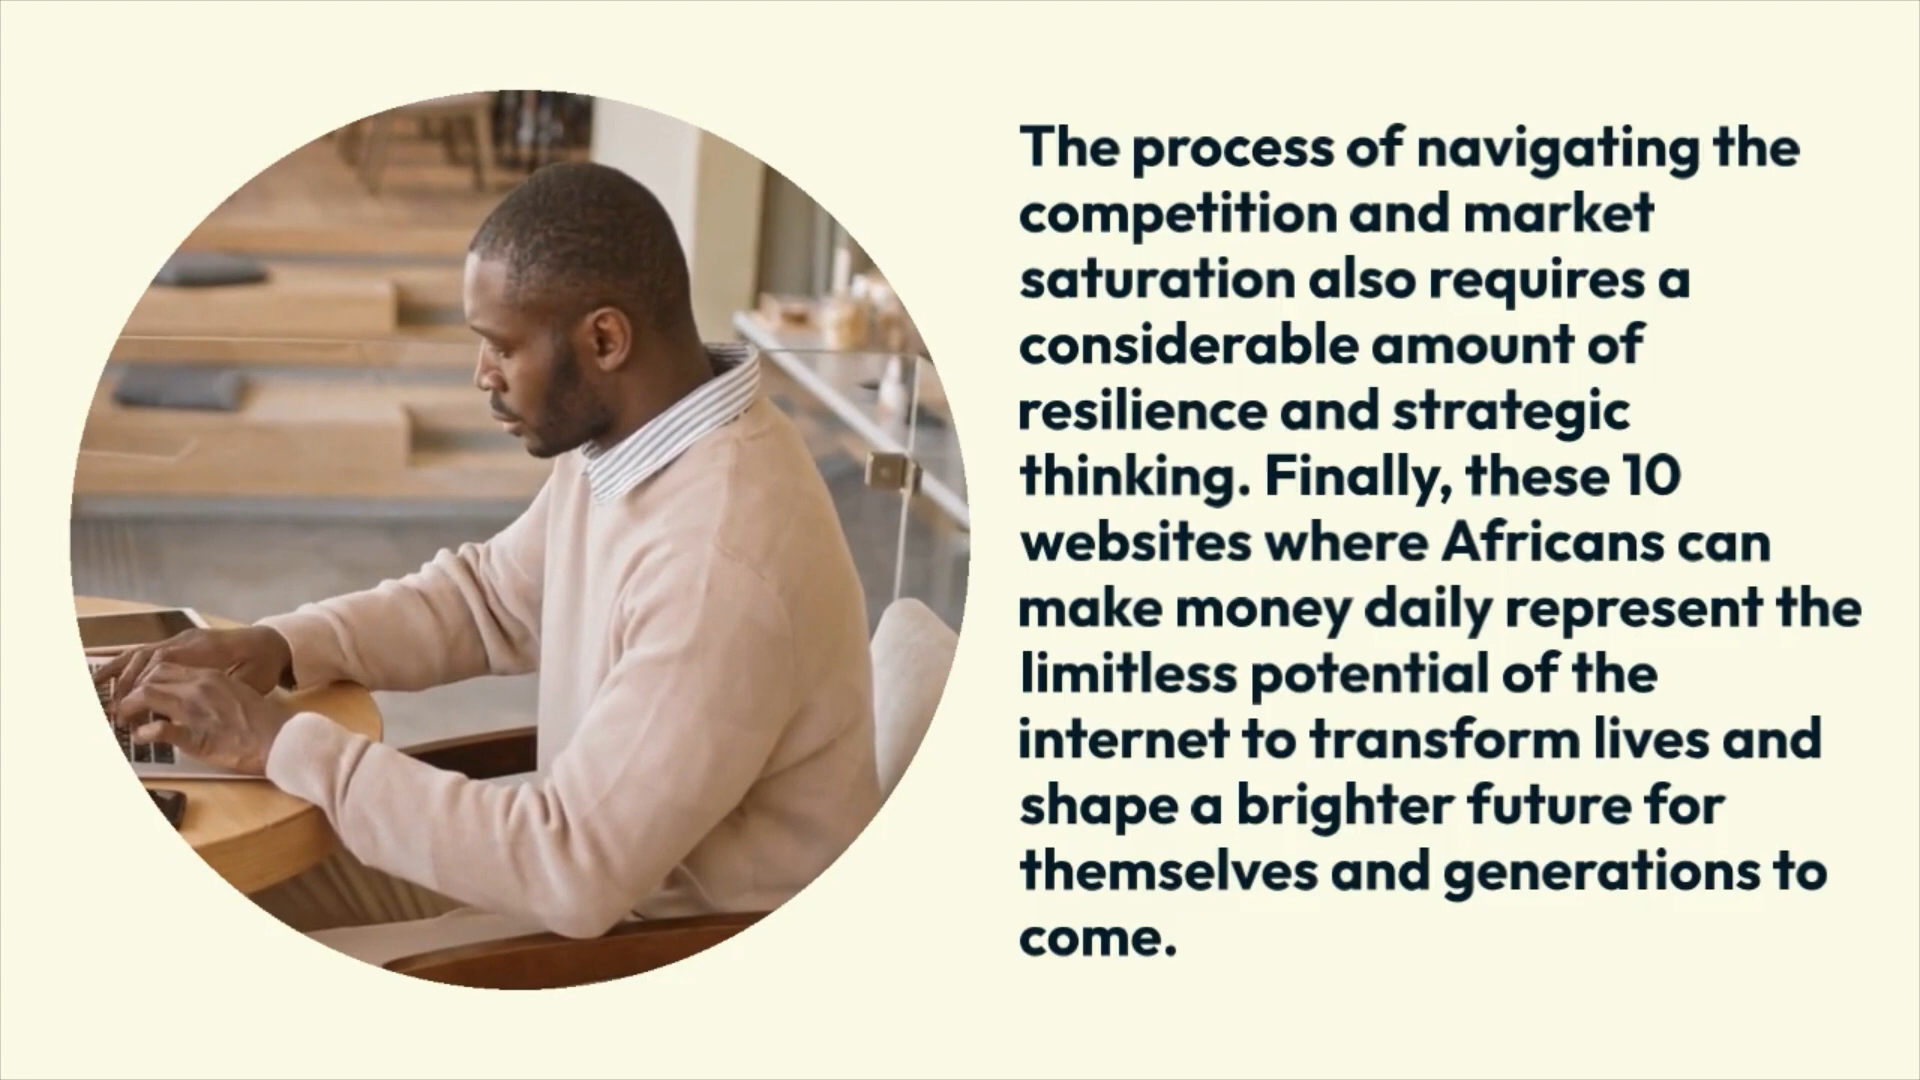 The process of navigating the
competition and market
saturation also requires a
considerable amount of
resilience and strategic
thinking. Finally, these 10
websites where Africans can
make money daily represent the
limitless potential of the
internet to transform lives and
shape a brighter future for
themselves and generations to
come.